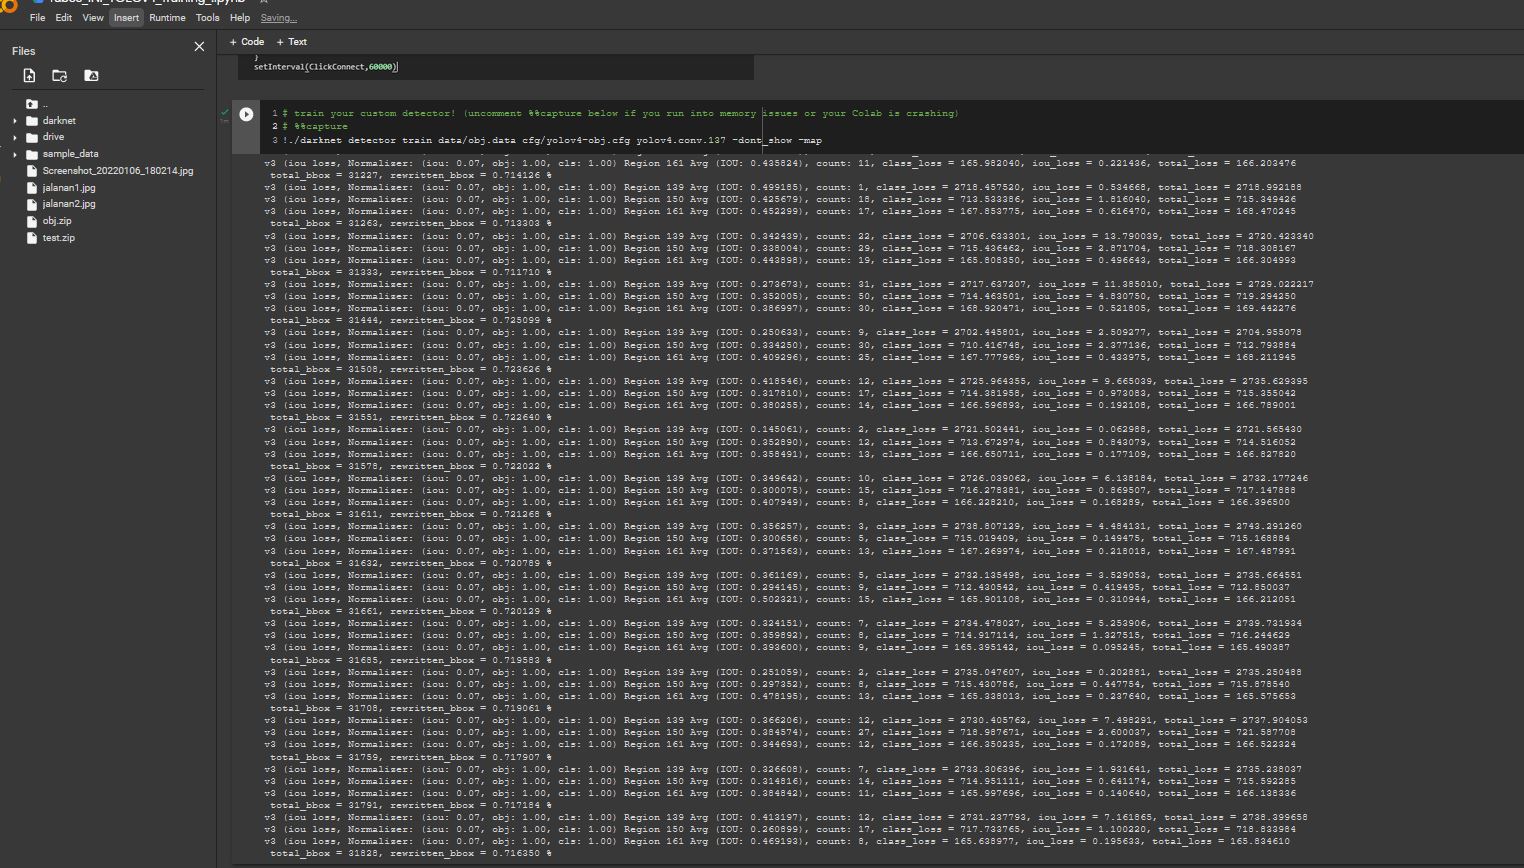 File Edit View Insert Runtime Tools Help Saving...
Files
..
darknet
drive
sample_data
Screenshot_20220106_180214.jpg
jalanan1.jpg
jalanan2.jpg
obj.zip
test.zip
+ Code + Text
}
setInterval(ClickConnect,60000)
1 # train your custom detector! (uncomment %%capture below if you run into memory issues or your Colab is crashing)
2 # %%capture
3 !./darknet detector train data/obj.data cfg/yolov4-obj.cfg yolov4.conv.137 -dont_show -map
v3 (iou loss, Normalizer: (iou: 0.07, obj: 1.00, cls: 1.00) Region 161 Avg (IOU: 0.435824), count: 11, class_loss = 165.982040, iou_loss = 0.221436, total_loss = 166.203476
total_bbox = 31227, rewritten_bbox = 0.714126 %
v3 (iou loss, Normalizer: (iou: 0.07, obj: 1.00, cls: 1.00) Region 139 Avg (IOU: 0.499185), count: 1, class_loss = 2718.457520, iou_loss = 0.534668, total_loss = 2718.992188
v3 (iou loss, Normalizer: (iou: 0.07, obj: 1.00, cls: 1.00) Region 150 Avg (IOU: 0.425679), count: 18, class_loss = 713.533386, iou_loss = 1.816040, total_loss = 715.349426
v3 (iou loss, Normalizer: (iou: 0.07, obj: 1.00, cls: 1.00) Region 161 Avg (IOU: 0.452299), count: 17, class_loss = 167.853775, iou_loss = 0.616470, total_loss = 168.470245
total_bbox = 31263, rewritten_bbox = 0.713303 %
v3 (iou loss, Normalizer: (iou: 0.07, obj: 1.00, cls: 1.00) Region 139 Avg (IOU: 0.342439), count: 22, class_loss = 2706.633301, iou_loss = 13.790039, total_loss = 2720.423340
v3 (iou loss, Normalizer: (iou: 0.07, obj: 1.00, cls: 1.00) Region 150 Avg (IOU: 0.338004), count: 29, class_loss = 715.436462, iou_loss = 2.871704, total_loss = 718.308167
v3 (iou loss, Normalizer: (iou: 0.07, obj: 1.00, cls: 1.00) Region 161 Avg (IOU: 0.443898), count: 19, class_loss = 165.808350, iou_loss = 0.496643, total_loss = 166.304993
total_bbox = 31333, rewritten_bbox = 0.711710 %
v3 (iou loss, Normalizer: (iou: 0.07, obj: 1.00, cls: 1.00) Region 139 Avg (IOU: 0.273673), count: 31, class_loss = 2717.637207, iou_loss = 11.385010, total_loss = 2729.022217
v3 (iou loss, Normalizer: (iou: 0.07, obj: 1.00, cls: 1.00) Region 150 Avg (IOU: 0.352005), count: 50, class_loss = 714.463501, iou_loss = 4.830750, total_loss = 719.294250
v3 (iou loss, Normalizer: (iou: 0.07, obj: 1.00, cls: 1.00) Region 161 Avg (IOU: 0.386997), count: 30, class_loss = 168.920471, iou_loss = 0.521805, total_loss = 169.442276
total_bbox = 31444, rewritten_bbox = 0.725099 %
v3 (iou loss, Normalizer: (iou: 0.07, obj: 1.00, cls: 1.00) Region 139 Avg (IOU: 0.250633), count: 9, class_loss = 2702.445801, iou_loss = 2.509277, total_loss = 2704.955078
v3 (iou loss, Normalizer: (iou: 0.07, obj: 1.00, cls: 1.00) Region 150 Avg (IOU: 0.334250), count: 30, class_loss = 710.416748, iou_loss = 2.377136, total_loss = 712.793884
v3 (iou loss, Normalizer: (iou: 0.07, obj: 1.00, cls: 1.00) Region 161 Avg (IOU: 0.409296), count: 25, class_loss = 167.777969, iou_loss = 0.433975, total_loss = 168.211945
total_bbox = 31508, rewritten_bbox = 0.723626 %
v3 (iou loss, Normalizer: (iou: 0.07, obj: 1.00, cls: 1.00) Region 139 Avg (IOU: 0.418546), count: 12, class_loss = 2725.964355, iou_loss = 9.665039, total_loss = 2735.629395
v3 (iou loss, Normalizer: (iou: 0.07, obj: 1.00, cls: 1.00) Region 150 Avg (IOU: 0.317810), count: 17, class_loss = 714.381958, iou_loss = 0.973083, total_loss = 715.355042
v3 (iou loss, Normalizer: (iou: 0.07, obj: 1.00, cls: 1.00) Region 161 Avg (IOU: 0.380255), count: 14, class_loss = 166.596893, iou_loss = 0.192108, total_loss = 166.789001
total_bbox = 31551, rewritten_bbox = 0.722640 %
v3 (iou loss, Normalizer: (iou: 0.07, obj: 1.00, cls: 1.00) Region 139 Avg (IOU: 0.145061), count: 2, class_loss = 2721.502441, iou_loss = 0.062988, total_loss = 2721.565430
v3 (iou loss, Normalizer: (iou: 0.07, obj: 1.00, cls: 1.00) Region 150 Avg (IOU: 0.352890), count: 12, class_loss = 713.672974, iou_loss = 0.843079, total_loss = 714.516052
v3 (iou loss, Normalizer: (iou: 0.07, obj: 1.00, cls: 1.00) Region 161 Avg (IOU: 0.358491), count: 13, class_loss = 166.650711, iou_loss = 0.177109, total_loss = 166.827820
total_bbox = 31578, rewritten_bbox = 0.722022 %
v3 (iou loss, Normalizer: (iou: 0.07, obj: 1.00, cls: 1.00) Region 139 Avg (IOU: 0.349642), count: 10, class_loss = 2726.039062, iou_loss = 6.138184, total_loss = 2732.177246
v3 (iou loss, Normalizer: (iou: 0.07, obj: 1.00, cls: 1.00) Region 150 Avg (IOU: 0.300075), count: 15, class_loss = 716.278381, iou_loss = 0.869507, total_loss = 717.147888
v3 (iou loss, Normalizer: (iou: 0.07, obj: 1.00, cls: 1.00) Region 161 Avg (IOU: 0.407949), count: 8, class_loss = 166.228210, iou_loss = 0.168289, total_loss = 166.396500
total_bbox = 31611, rewritten_bbox = 0.721268 %
v3 (iou loss, Normalizer: (iou: 0.07, obj: 1.00, cls: 1.00) Region 139 Avg (IOU: 0.356257), count: 3, class_loss = 2738.807129, iou_loss = 4.484131, total_loss = 2743.291260
v3 (iou loss, Normalizer: (iou: 0.07, obj: 1.00, cls: 1.00) Region 150 Avg (IOU: 0.300656), count: 5, class_loss = 715.019409, iou_loss = 0.149475, total_loss = 715.168884
v3 (iou loss, Normalizer: (iou: 0.07, obj: 1.00, cls: 1.00) Region 161 Avg (IOU: 0.371563), count: 13, class_loss = 167.269974, iou_loss = 0.218018, total_loss = 167.487991
total_bbox = 31632, rewritten_bbox = 0.720789 %
v3 (iou loss, Normalizer: (iou: 0.07, obj: 1.00, cls: 1.00) Region 139 Avg (IOU: 0.361169), count: 5, class_loss = 2732.135498, iou_loss = 3.529053, total_loss = 2735.664551
v3 (iou loss, Normalizer: (iou: 0.07, obj: 1.00, cls: 1.00) Region 150 Avg (IOU: 0.294145), count: 9, class_loss = 712.430542, iou_loss = 0.419495, total_loss = 712.850037
v3 (iou loss, Normalizer: (iou: 0.07, obj: 1.00, cls: 1.00) Region 161 Avg (IOU: 0.502321), count: 15, class_loss = 165.901108, iou_loss = 0.310944, total_loss = 166.212051
total_bbox = 31661, rewritten_bbox = 0.720129 %
v3 (iou loss, Normalizer: (iou: 0.07, obj: 1.00, cls: 1.00) Region 139 Avg (IOU: 0.324151), count: 7, class_loss = 2734.478027, iou_loss = 5.253906, total_loss = 2739.731934
v3 (iou loss, Normalizer: (iou: 0.07, obj: 1.00, cls: 1.00) Region 150 Avg (IOU: 0.359892), count: 8, class_loss = 714.917114, iou_loss = 1.327515, total_loss = 716.244629
v3 (iou loss, Normalizer: (iou: 0.07, obj: 1.00, cls: 1.00) Region 161 Avg (IOU: 0.393600), count: 9, class_loss = 165.395142, iou_loss = 0.095245, total_loss = 165.490387
total_bbox = 31685, rewritten_bbox = 0.719583 %
v3 (iou loss, Normalizer: (iou: 0.07, obj: 1.00, cls: 1.00) Region 139 Avg (IOU: 0.251059), count: 2, class_loss = 2735.047607, iou_loss = 0.202881, total_loss = 2735.250488
v3 (iou loss, Normalizer: (iou: 0.07, obj: 1.00, cls: 1.00) Region 150 Avg (IOU: 0.297352), count: 8, class_loss = 715.430786, iou_loss = 0.447754, total_loss = 715.878540
v3 (iou loss, Normalizer: (iou: 0.07, obj: 1.00, cls: 1.00) Region 161 Avg (IOU: 0.478195), count: 13, class_loss = 165.338013, iou_loss = 0.237640, total_loss = 165.575653
total_bbox = 31708, rewritten_bbox = 0.719061 %
v3 (iou loss, Normalizer: (iou: 0.07, obj: 1.00, cls: 1.00) Region 139 Avg (IOU: 0.366206), count: 12, class_loss = 2730.405762, iou_loss = 7.498291, total_loss = 2737.904053
v3 (iou loss, Normalizer: (iou: 0.07, obj: 1.00, cls: 1.00) Region 150 Avg (IOU: 0.384574), count: 27, class_loss = 718.987671, iou_loss = 2.600037, total_loss = 721.587708
v3 (iou loss, Normalizer: (iou: 0.07, obj: 1.00, cls: 1.00) Region 161 Avg (IOU: 0.344693), count: 12, class_loss = 166.350235, iou_loss = 0.172089, total_loss = 166.522324
total_bbox = 31759, rewritten_bbox = 0.717907 %
v3 (iou loss, Normalizer: (iou: 0.07, obj: 1.00, cls: 1.00) Region 139 Avg (IOU: 0.326608), count: 7, class_loss = 2733.306396, iou_loss = 1.931641, total_loss = 2735.238037
v3 (iou loss, Normalizer: (iou: 0.07, obj: 1.00, cls: 1.00) Region 150 Avg (IOU: 0.314816), count: 14, class_loss = 714.951111, iou_loss = 0.641174, total_loss = 715.592285
v3 (iou loss, Normalizer: (iou: 0.07, obj: 1.00, cls: 1.00) Region 161 Avg (IOU: 0.384842), count: 11, class_loss = 165.997696, iou_loss = 0.140640, total_loss = 166.138336
total_bbox = 31791, rewritten_bbox = 0.717184 %
v3 (iou loss, Normalizer: (iou: 0.07, obj: 1.00, cls: 1.00) Region 139 Avg (IOU: 0.413197), count: 12, class_loss = 2731.237793, iou_loss = 7.161865, total_loss = 2738.399658
v3 (iou loss, Normalizer: (iou: 0.07, obj: 1.00, cls: 1.00) Region 150 Avg (IOU: 0.260899), count: 17, class_loss = 717.733765, iou_loss = 1.100220, total_loss = 718.833984
v3 (iou loss, Normalizer: (iou: 0.07, obj: 1.00, cls: 1.00) Region 161 Avg (IOU: 0.469193), count: 8, class_loss = 165.638977, iou_loss = 0.195633, total_loss = 165.834610
total_bbox = 31828, rewritten_bbox = 0.716350 %